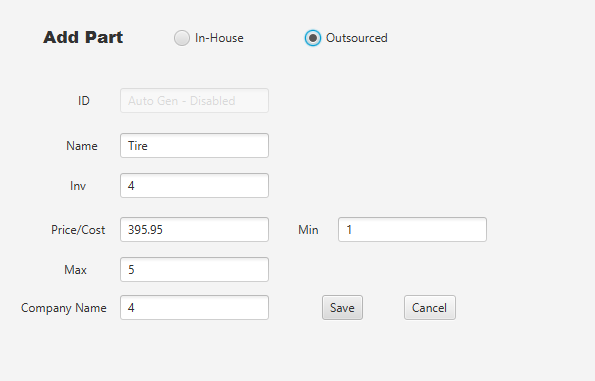 Add Part In-House Outsourced
ID Auto Gen - Disabled
Name Tire
Inv 4
Price/Cost 395.95 Min 1
Max 5
Company Name 4 Save Cancel